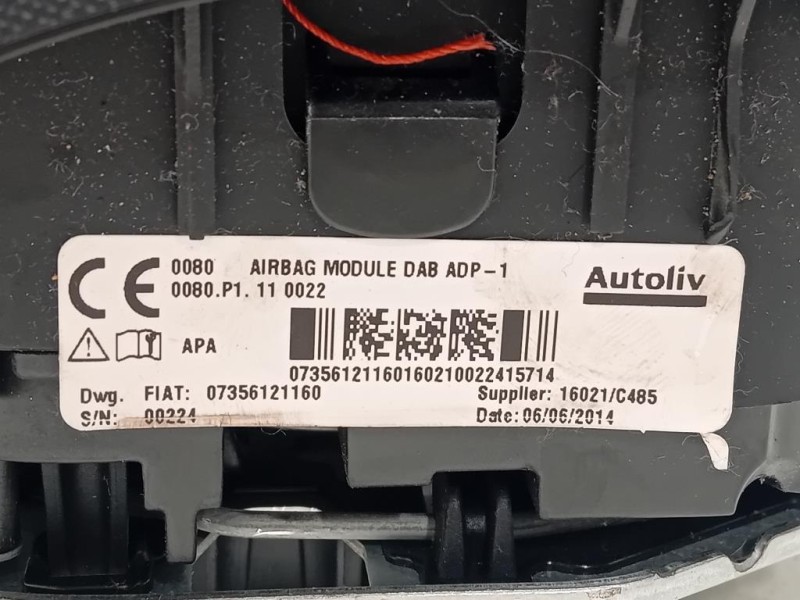 CE 0080 AIRBAG MODULE DAB ADP-1
0080.P1. 11 0022
Autoliv
APA
07356121160160210022415714
Dwg. FIAT: 07356121160
Supplier: 16021/C485
S/N: 00224
Date: 06/06/2014